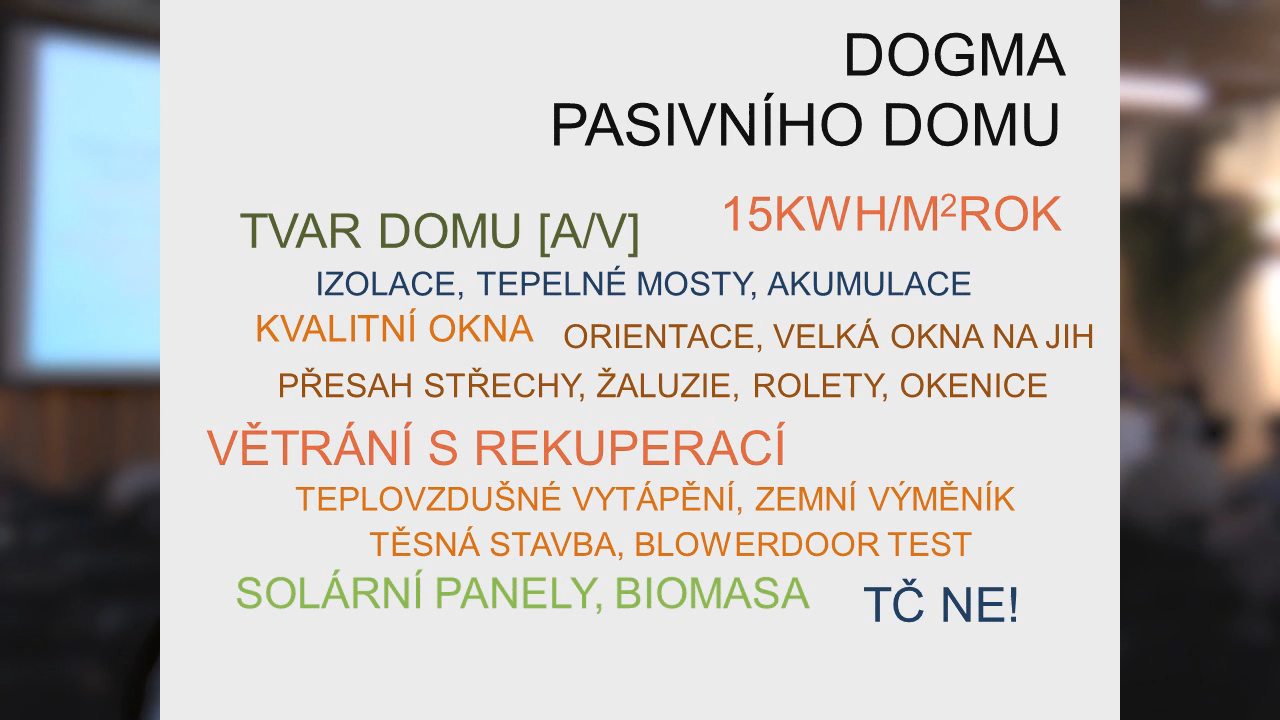 DOGMA
PASIVNÍHO DOMU
15KWH/M²ROK
TVAR DOMU [A/V]
IZOLACE, TEPELNÉ MOSTY, AKUMULACE
KVALITNÍ OKNA
ORIENTACE, VELKÁ OKNA NA JIH
PŘESAH STŘECHY, ŽALUZIE, ROLETY, OKENICE
VĚTRÁNÍ S REKUPERACÍ
TEPLOVZDUŠNÉ VYTÁPĚNÍ, ZEMNÍ VÝMĚNÍK
TĚSNÁ STAVBA, BLOWERDOOR TEST
SOLÁRNÍ PANELY, BIOMASA
TČ NE!